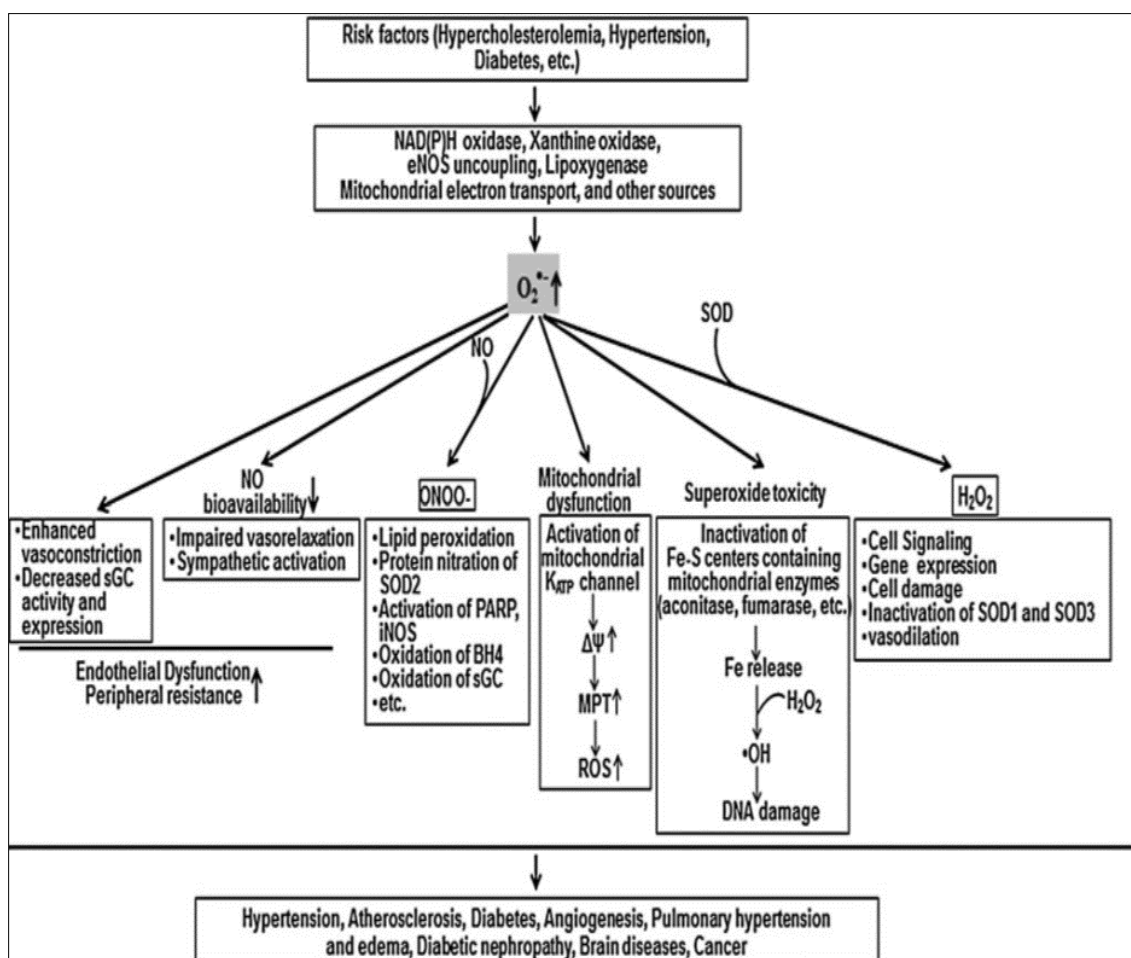 Risk factors (Hypercholesterolemia, Hypertension,
Diabetes, etc.)
NAD(P)H oxidase, Xanthine oxidase,
eNOS uncoupling, Lipoxygenase
Mitochondrial electron transport, and other sources
O₂•-↑
NO
SOD
NO
bioavailability↓
•Enhanced
vasoconstriction
•Decreased sGC
activity and
expression
•Impaired vasorelaxation
•Sympathetic activation
Endothelial Dysfunction
Peripheral resistance ↑
ONOO-
•Lipid peroxidation
•Protein nitration of
SOD2
•Activation of PARP,
iNOS
•Oxidation of BH4
•Oxidation of sGC
•etc.
Mitochondrial
dysfunction
Activation of
mitochondrial
K_ATP channel
ΔΨ↑
MPT↑
ROS↑
Superoxide toxicity
Inactivation of
Fe-S centers containing
mitochondrial enzymes
(aconitase, fumarase, etc.)
Fe release
H₂O₂
•OH
DNA damage
H₂O₂
•Cell Signaling
•Gene expression
•Cell damage
•Inactivation of SOD1 and SOD3
•vasodilation
Hypertension, Atherosclerosis, Diabetes, Angiogenesis, Pulmonary hypertension
and edema, Diabetic nephropathy, Brain diseases, Cancer